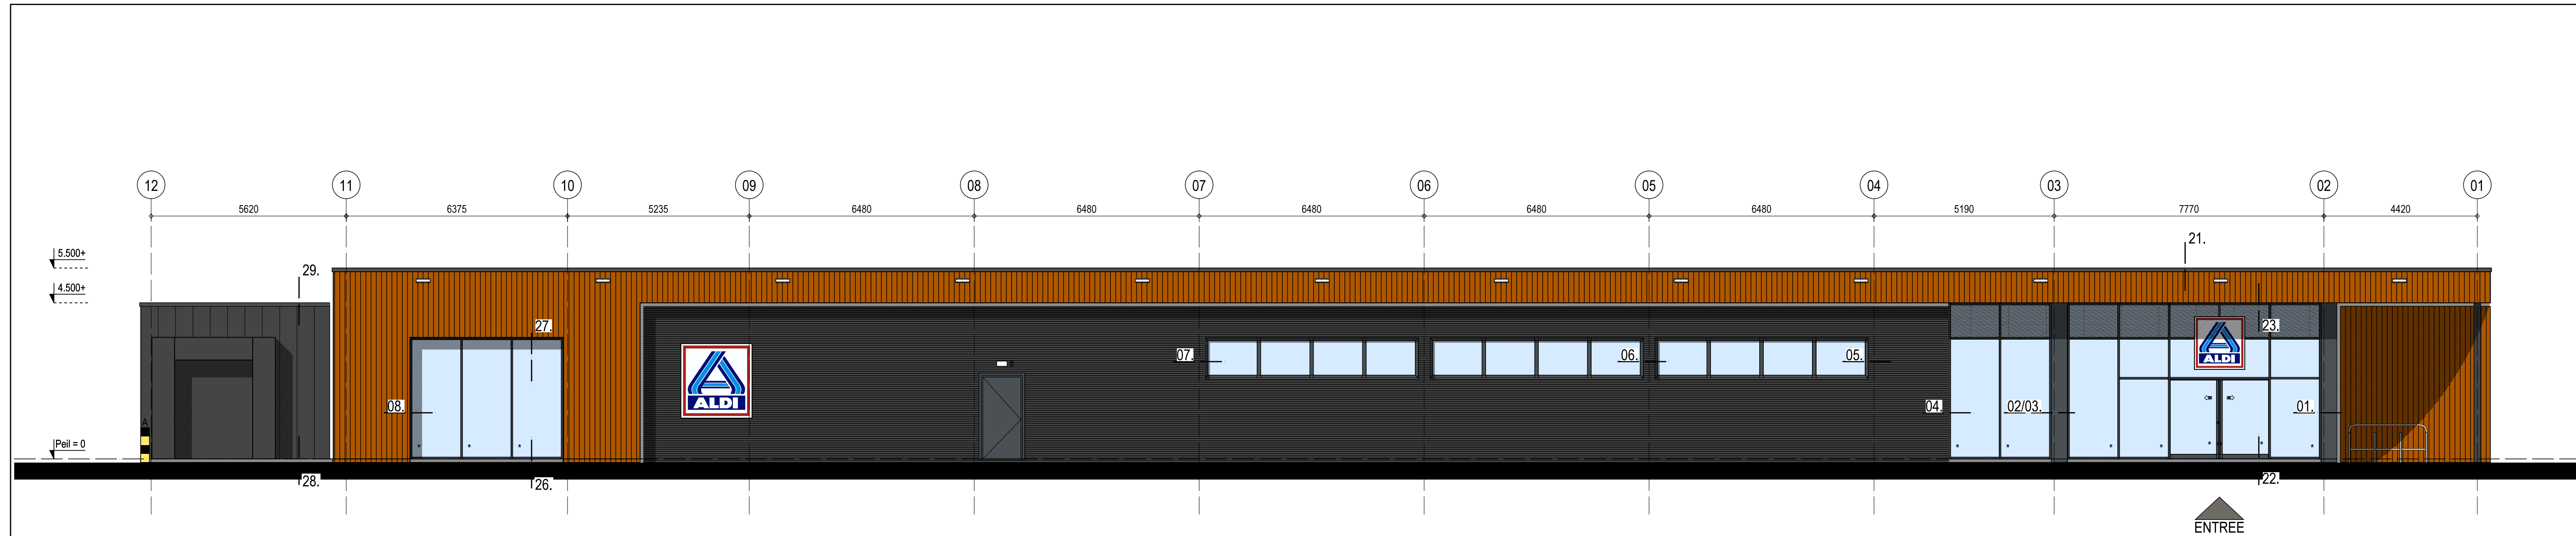 12 11 10 09 08 07 06 05 04 03 02 01
5620 6375 5235 6480 6480 6480 6480 6480 5190 7770 4420
21.
5.500+
29.
4.500+
27.
23.
07. 06. 05.
ALDI
ALDI
08. 04. 02/03. 01.
A
Peil = 0
28. 26. 22.
ENTREE